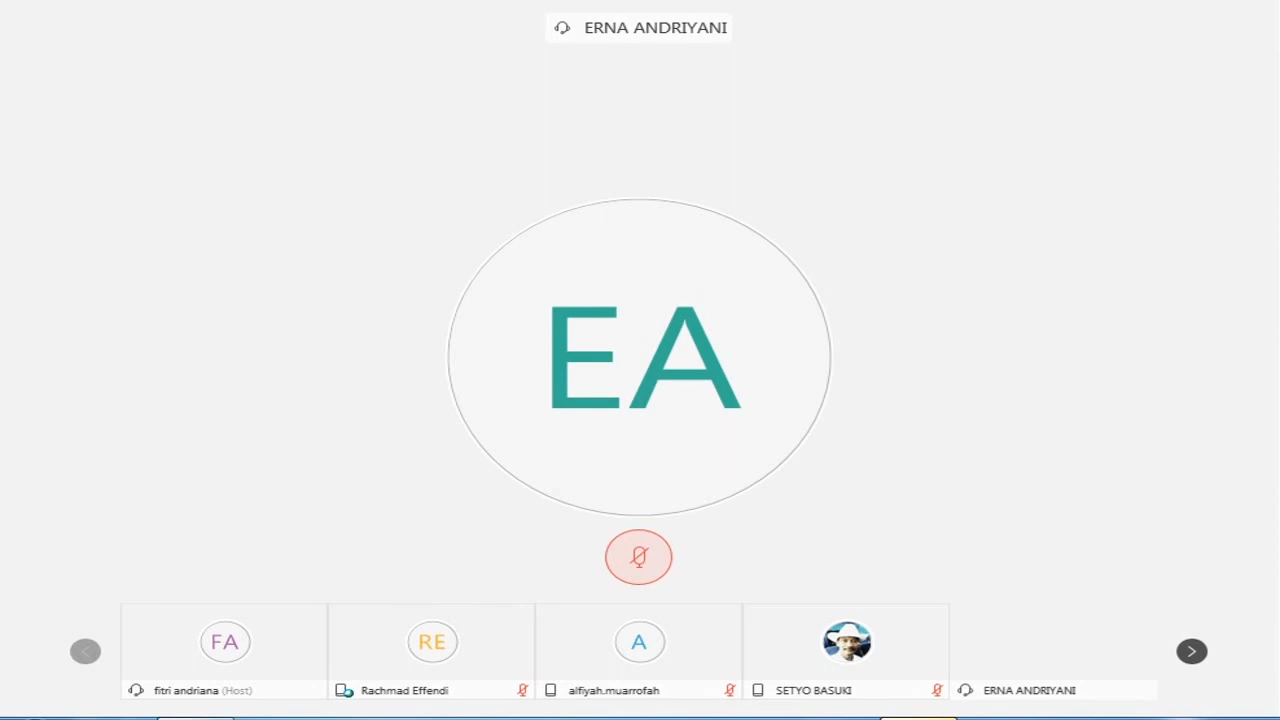 ERNA ANDRIYANI
EA
FA
RE
A
fitri andriana (Host)
Rachmad Effendi
alfiyah.muarrofah
SETYO BASUKI
ERNA ANDRIYANI